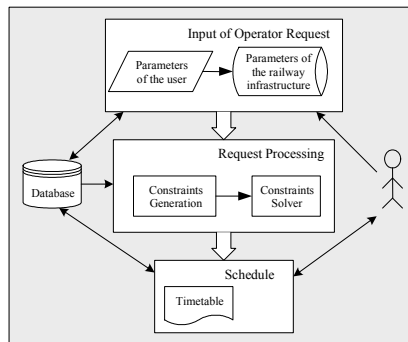 Input of Operator Request
Parameters
of the user
Parameters
of the railway
infrastructure
Request Processing
Database
Constraints
Generation
Constraints
Solver
Schedule
Timetable